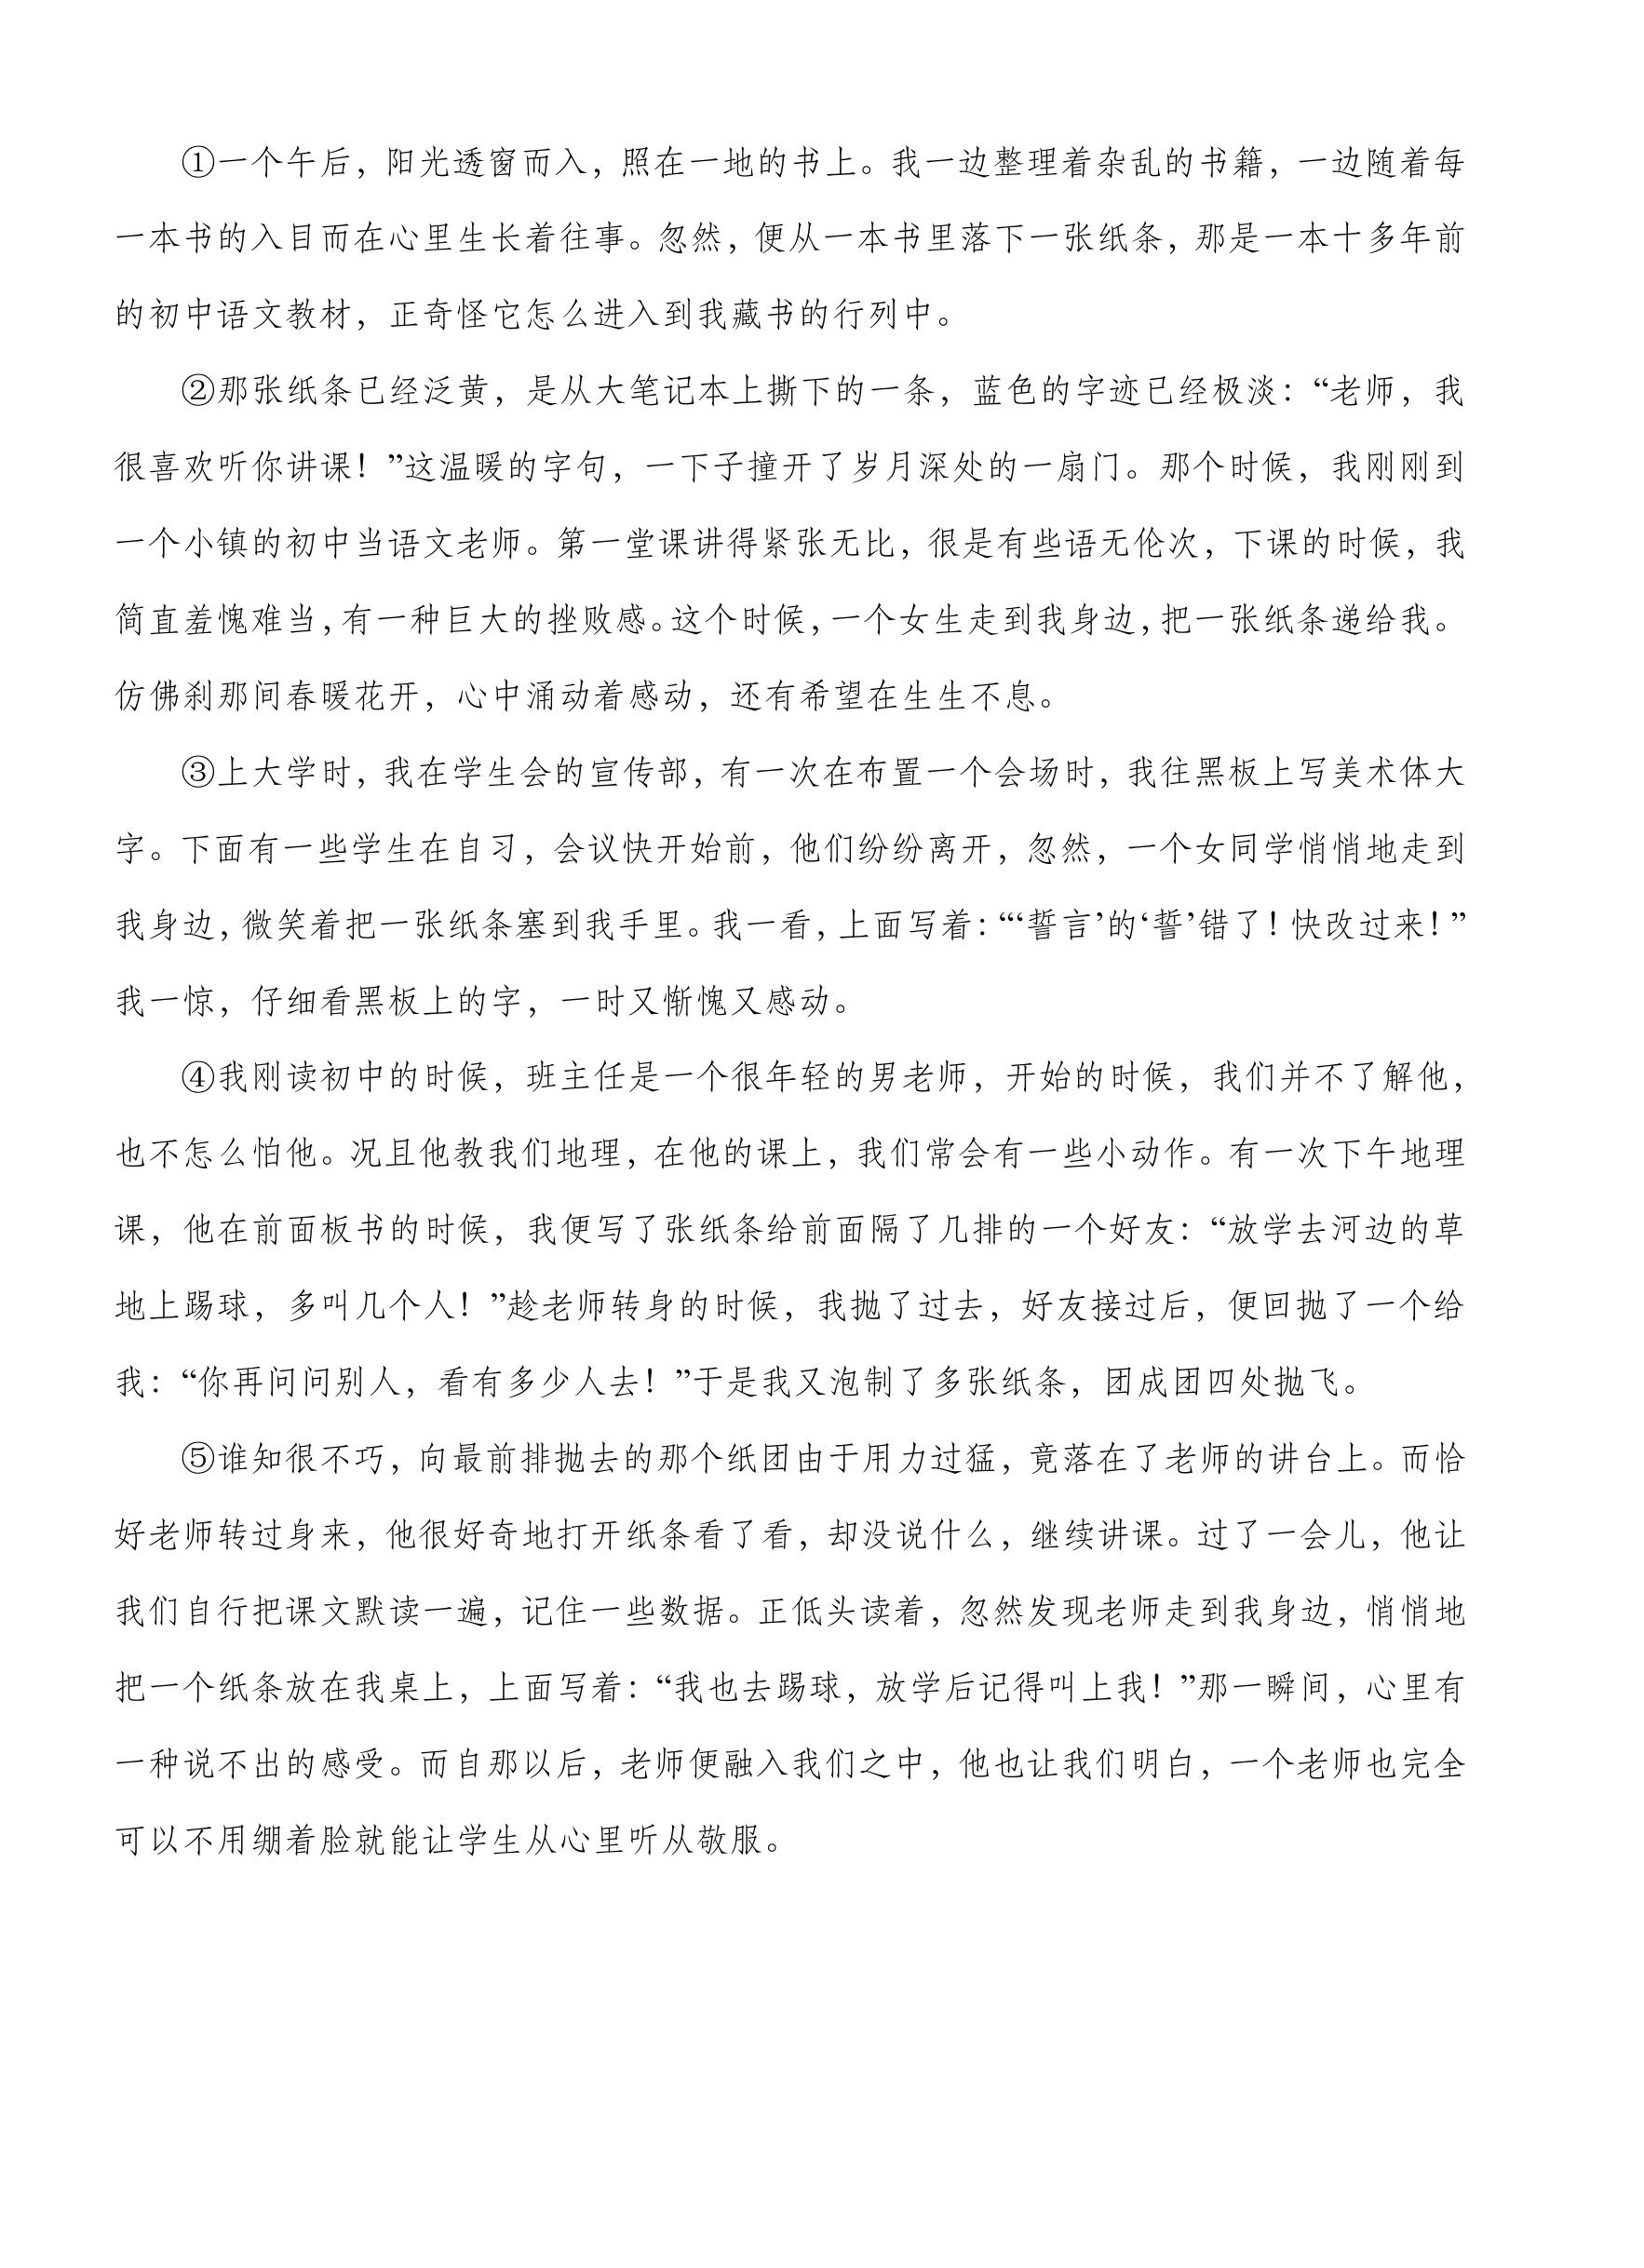 ①一个午后，阳光透窗而入，照在一地的书上。我一边整理着杂乱的书籍，一边随着每
一本书的入目而在心里生长着往事。忽然，便从一本书里落下一张纸条，那是一本十多年前
的初中语文教材，正奇怪它怎么进入到我藏书的行列中。
②那张纸条已经泛黄，是从大笔记本上撕下的一条，蓝色的字迹已经极淡：“老师，我
很喜欢听你讲课！”这温暖的字句，一下子撞开了岁月深处的一扇门。那个时候，我刚刚到
一个小镇的初中当语文老师。第一堂课讲得紧张无比，很是有些语无伦次，下课的时候，我
简直羞愧难当，有一种巨大的挫败感。这个时候，一个女生走到我身边，把一张纸条递给我。
仿佛刹那间春暖花开，心中涌动着感动，还有希望在生生不息。
③上大学时，我在学生会的宣传部，有一次在布置一个会场时，我往黑板上写美术体大
字。下面有一些学生在自习，会议快开始前，他们纷纷离开，忽然，一个女同学悄悄地走到
我身边，微笑着把一张纸条塞到我手里。我一看，上面写着：“‘誓言’的‘誓’错了！快改过来！”
我一惊，仔细看黑板上的字，一时又惭愧又感动。
④我刚读初中的时候，班主任是一个很年轻的男老师，开始的时候，我们并不了解他，
也不怎么怕他。况且他教我们地理，在他的课上，我们常会有一些小动作。有一次下午地理
课，他在前面板书的时候，我便写了张纸条给前面隔了几排的一个好友：“放学去河边的草
地上踢球，多叫几个人！”趁老师转身的时候，我抛了过去，好友接过后，便回抛了一个给
我：“你再问问别人，看有多少人去！”于是我又泡制了多张纸条，团成团四处抛飞。
⑤谁知很不巧，向最前排抛去的那个纸团由于用力过猛，竟落在了老师的讲台上。而恰
好老师转过身来，他很好奇地打开纸条看了看，却没说什么，继续讲课。过了一会儿，他让
我们自行把课文默读一遍，记住一些数据。正低头读着，忽然发现老师走到我身边，悄悄地
把一个纸条放在我桌上，上面写着：“我也去踢球，放学后记得叫上我！”那一瞬间，心里有
一种说不出的感受。而自那以后，老师便融入我们之中，他也让我们明白，一个老师也完全
可以不用绷着脸就能让学生从心里听从敬服。